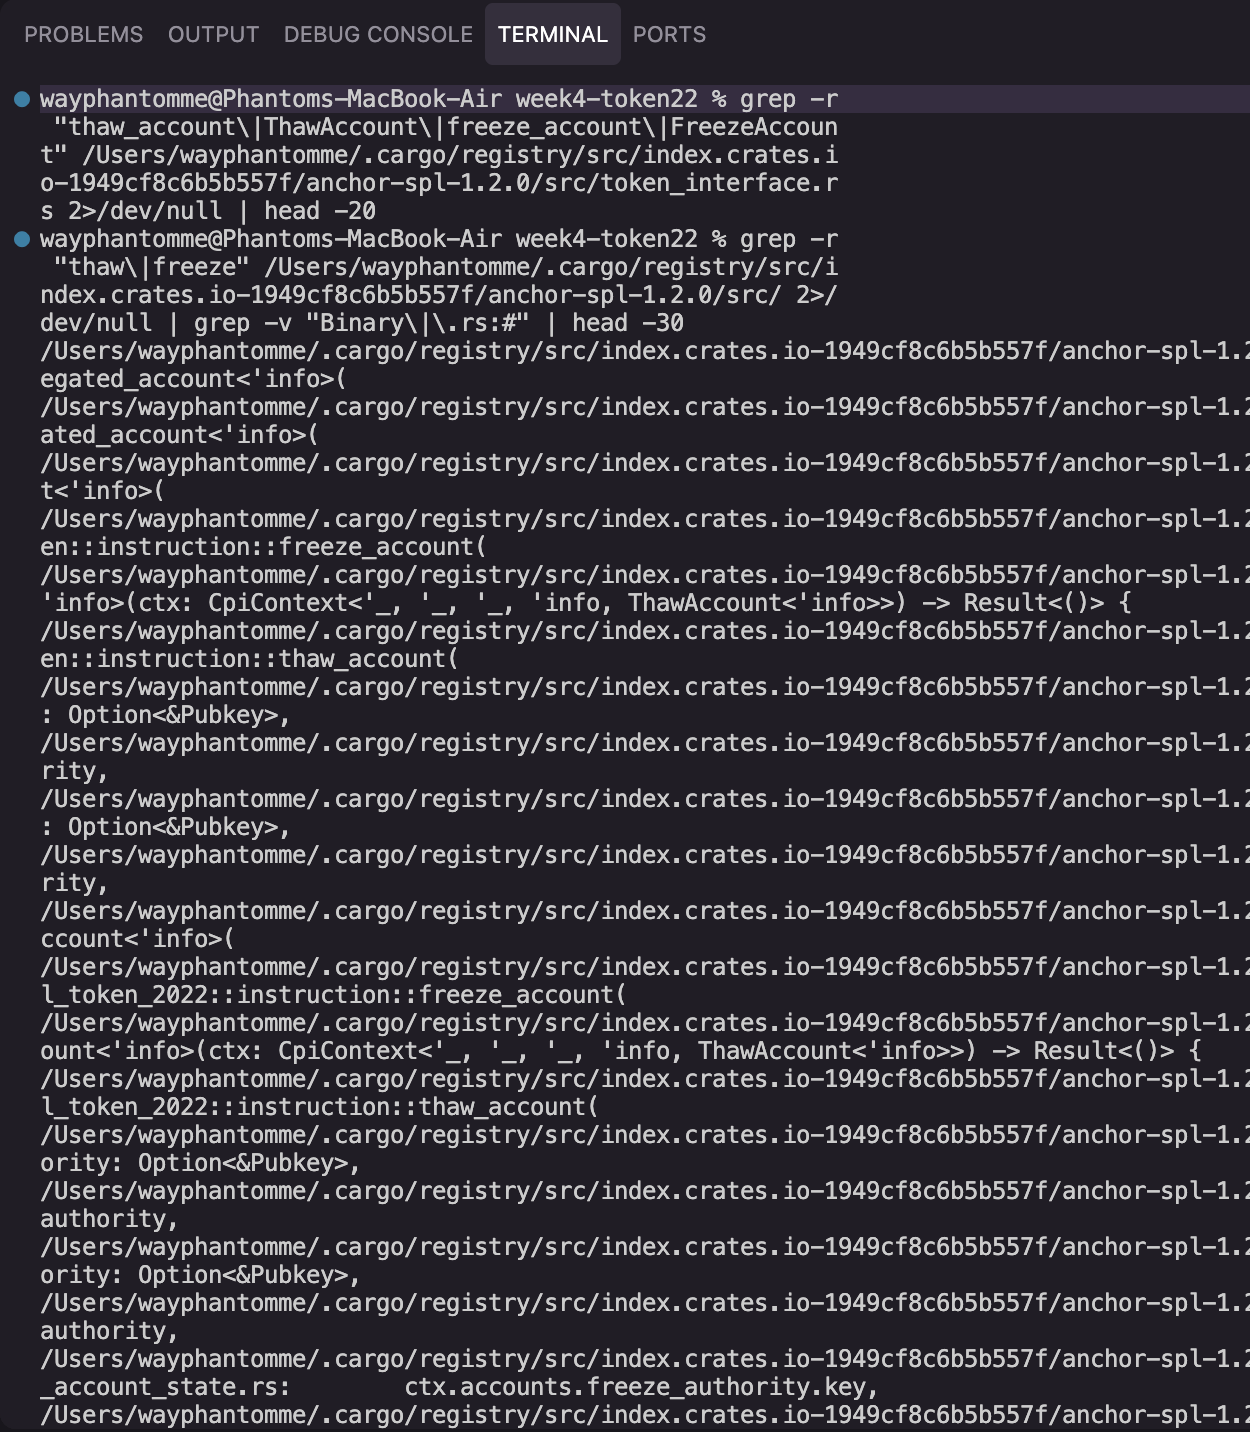 PROBLEMS OUTPUT DEBUG CONSOLE TERMINAL PORTS
wayphantomme@Phantoms-MacBook-Air week4-token22 % grep -r
"thaw_account\|ThawAccount\|freeze_account\|FreezeAccoun
t" /Users/wayphantomme/.cargo/registry/src/index.crates.i
o-1949cf8c6b5b557f/anchor-spl-1.2.0/src/token_interface.r
s 2>/dev/null | head -20
wayphantomme@Phantoms-MacBook-Air week4-token22 % grep -r
"thaw\|freeze" /Users/wayphantomme/.cargo/registry/src/i
ndex.crates.io-1949cf8c6b5b557f/anchor-spl-1.2.0/src/ 2>/
dev/null | grep -v "Binary\|\.rs:#" | head -30
/Users/wayphantomme/.cargo/registry/src/index.crates.io-1949cf8c6b5b557f/anchor-spl-1.2
egated_account<'info>(
/Users/wayphantomme/.cargo/registry/src/index.crates.io-1949cf8c6b5b557f/anchor-spl-1.2
ated_account<'info>(
/Users/wayphantomme/.cargo/registry/src/index.crates.io-1949cf8c6b5b557f/anchor-spl-1.2
t<'info>(
/Users/wayphantomme/.cargo/registry/src/index.crates.io-1949cf8c6b5b557f/anchor-spl-1.2
en::instruction::freeze_account(
/Users/wayphantomme/.cargo/registry/src/index.crates.io-1949cf8c6b5b557f/anchor-spl-1.2
'info>(ctx: CpiContext<'_, '_, '_, 'info, ThawAccount<'info>>) -> Result<()> {
/Users/wayphantomme/.cargo/registry/src/index.crates.io-1949cf8c6b5b557f/anchor-spl-1.2
en::instruction::thaw_account(
/Users/wayphantomme/.cargo/registry/src/index.crates.io-1949cf8c6b5b557f/anchor-spl-1.2
: Option<&Pubkey>,
/Users/wayphantomme/.cargo/registry/src/index.crates.io-1949cf8c6b5b557f/anchor-spl-1.2
rity,
/Users/wayphantomme/.cargo/registry/src/index.crates.io-1949cf8c6b5b557f/anchor-spl-1.2
: Option<&Pubkey>,
/Users/wayphantomme/.cargo/registry/src/index.crates.io-1949cf8c6b5b557f/anchor-spl-1.2
rity,
/Users/wayphantomme/.cargo/registry/src/index.crates.io-1949cf8c6b5b557f/anchor-spl-1.2
ccount<'info>(
/Users/wayphantomme/.cargo/registry/src/index.crates.io-1949cf8c6b5b557f/anchor-spl-1.2
l_token_2022::instruction::freeze_account(
/Users/wayphantomme/.cargo/registry/src/index.crates.io-1949cf8c6b5b557f/anchor-spl-1.2
ount<'info>(ctx: CpiContext<'_, '_, '_, 'info, ThawAccount<'info>>) -> Result<()> {
/Users/wayphantomme/.cargo/registry/src/index.crates.io-1949cf8c6b5b557f/anchor-spl-1.2
l_token_2022::instruction::thaw_account(
/Users/wayphantomme/.cargo/registry/src/index.crates.io-1949cf8c6b5b557f/anchor-spl-1.2
ority: Option<&Pubkey>,
/Users/wayphantomme/.cargo/registry/src/index.crates.io-1949cf8c6b5b557f/anchor-spl-1.2
authority,
/Users/wayphantomme/.cargo/registry/src/index.crates.io-1949cf8c6b5b557f/anchor-spl-1.2
ority: Option<&Pubkey>,
/Users/wayphantomme/.cargo/registry/src/index.crates.io-1949cf8c6b5b557f/anchor-spl-1.2
authority,
/Users/wayphantomme/.cargo/registry/src/index.crates.io-1949cf8c6b5b557f/anchor-spl-1.2
_account_state.rs:        ctx.accounts.freeze_authority.key,
/Users/wayphantomme/.cargo/registry/src/index.crates.io-1949cf8c6b5b557f/anchor-spl-1.2